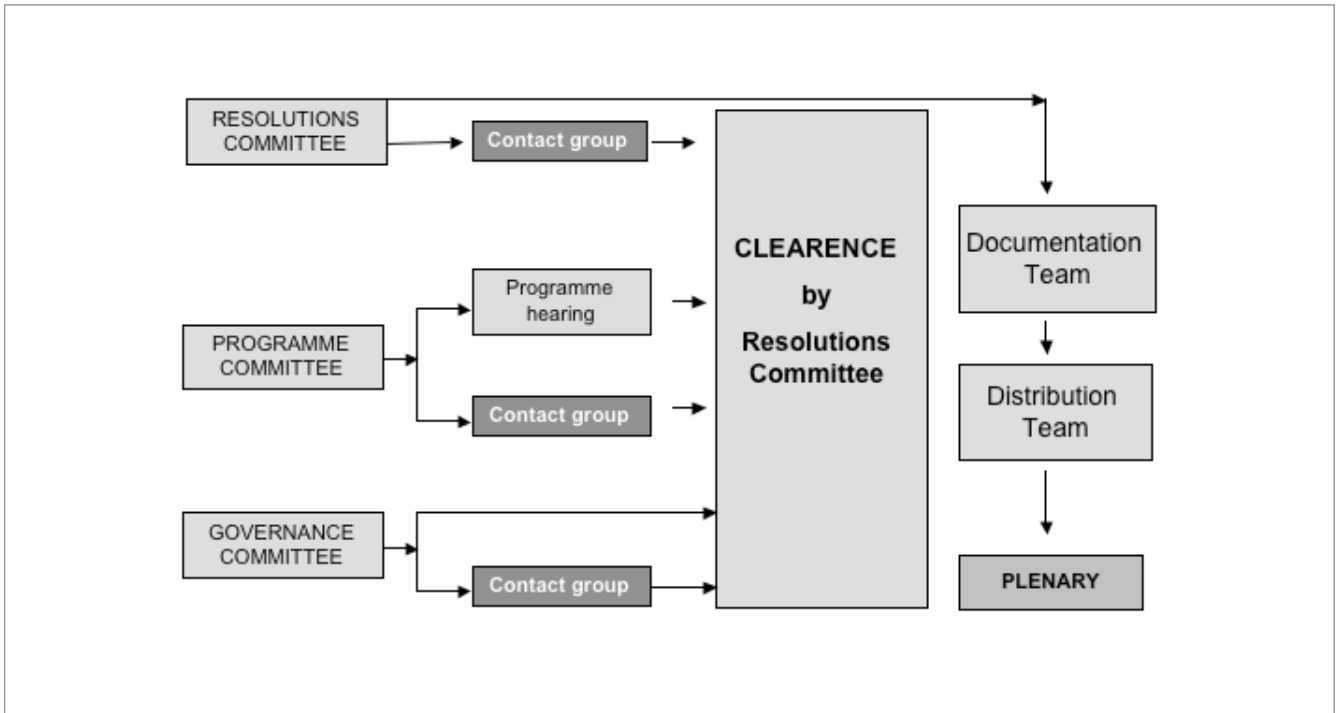 RESOLUTIONS
COMMITTEE
Contact group
PROGRAMME
COMMITTEE
Programme
hearing
Contact group
GOVERNANCE
COMMITTEE
Contact group
CLEARENCE
by
Resolutions
Committee
Documentation
Team
Distribution
Team
PLENARY